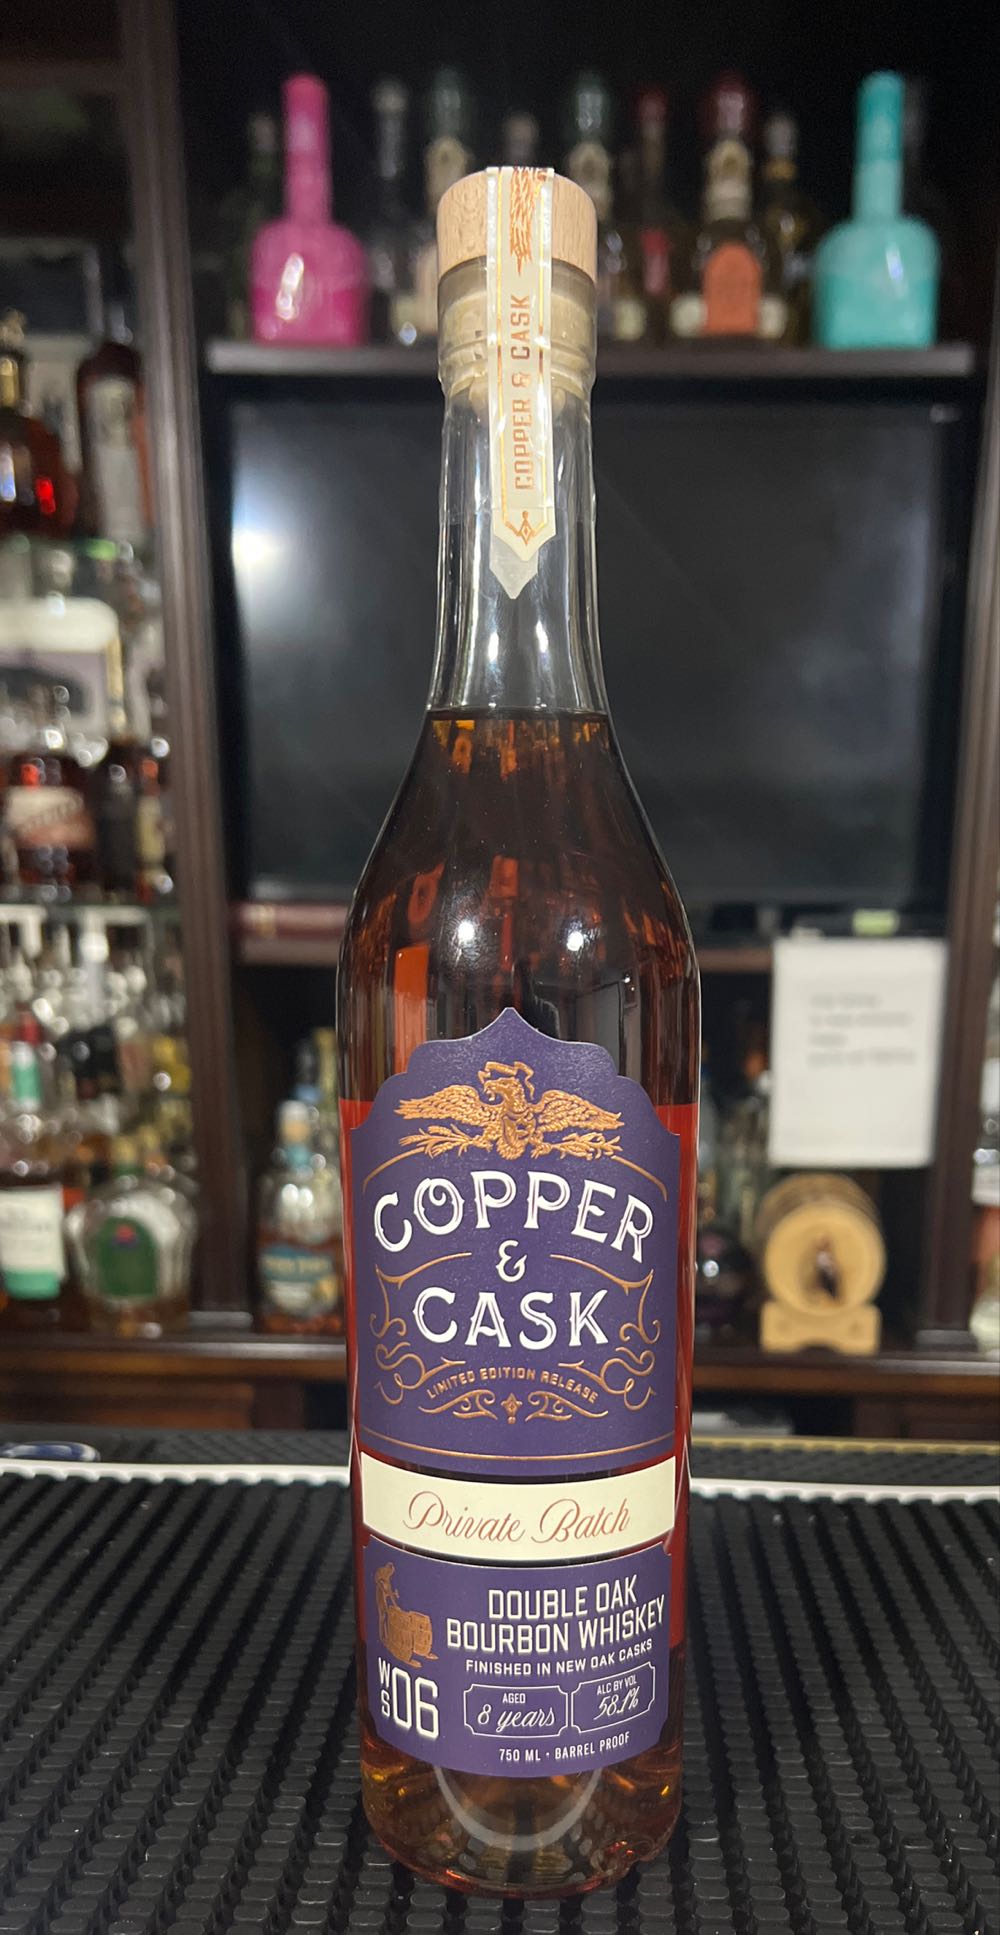 COPPER & CASK
COPPER
&
CASK
LIMITED EDITION RELEASE
Private Batch
DOUBLE OAK
BOURBON WHISKEY
FINISHED IN NEW OAK CASKS
WS06
AGED
8 years
ALC BY VOL
58.1%
750 ML • BARREL PROOF